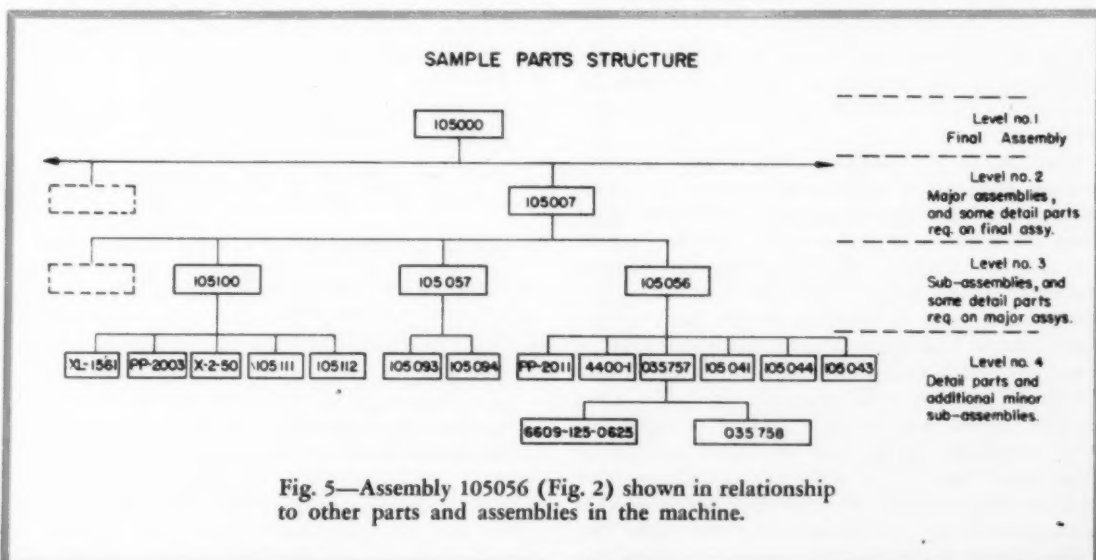 SAMPLE PARTS STRUCTURE
105000
Level no. 1
Final Assembly
105007
Level no. 2
Major assemblies,
and some detail parts
req. on final assy.
105100
105057
105056
Level no. 3
Sub-assemblies, and
some detail parts
req. on major assys.
XL-1561 PP-2003 X-2-50 105111 105112 105093 105094 PP-2011 4400-1 035757 105041 105044 105043
Level no. 4
Detail parts and
additional minor
sub-assemblies.
6609-125-0625
035758
Fig. 5—Assembly 105056 (Fig. 2) shown in relationship
to other parts and assemblies in the machine.